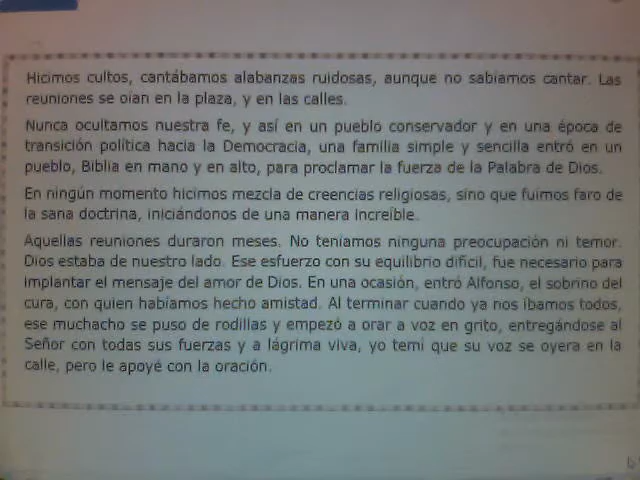 Hicimos cultos, cantábamos alabanzas ruidosas, aunque no sabíamos cantar. Las
reuniones se oían en la plaza, y en las calles.
Nunca ocultamos nuestra fe, y así en un pueblo conservador y en una época de
transición política hacia la Democracia, una familia simple y sencilla entró en un
pueblo, Biblia en mano y en alto, para proclamar la fuerza de la Palabra de Dios.
En ningún momento hicimos mezcla de creencias religiosas, sino que fuimos faro de
la sana doctrina, iniciándonos de una manera increíble.
Aquellas reuniones duraron meses. No teníamos ninguna preocupación ni temor.
Dios estaba de nuestro lado. Ese esfuerzo con su equilibrio difícil, fue necesario para
implantar el mensaje del amor de Dios. En una ocasión, entró Alfonso, el sobrino del
cura, con quien habíamos hecho amistad. Al terminar cuando ya nos íbamos todos,
ese muchacho se puso de rodillas y empezó a orar a voz en grito, entregándose al
Señor con todas sus fuerzas y a lágrima viva, yo temí que su voz se oyera en la
calle, pero le apoyé con la oración.